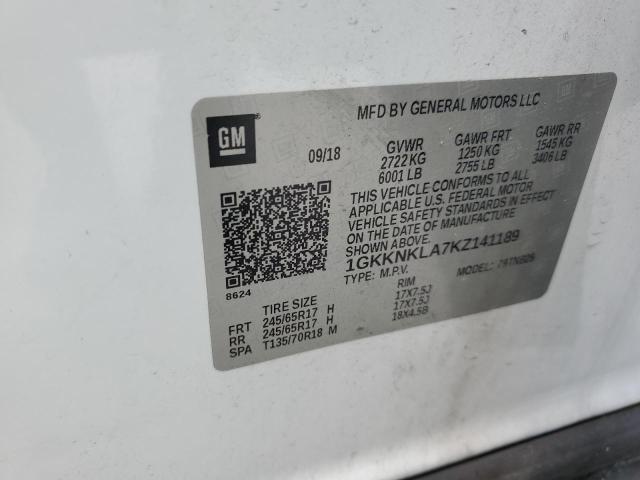 MFD BY GENERAL MOTORS LLC
GM
®
09/18
GVWR GAWR FRT GAWR RR
2722 KG 1250 KG 1545 KG
6001 LB 2755 LB 3406 LB
THIS VEHICLE CONFORMS TO ALL
APPLICABLE U.S. FEDERAL MOTOR
VEHICLE SAFETY STANDARDS IN EFFECT
ON THE DATE OF MANUFACTURE
SHOWN ABOVE.
1GKKNKLA7KZ141189
TYPE: M.P.V. MODEL:
8624
TIRE SIZE RIM
FRT 245/65R17 H 17X7.5J
RR 245/65R17 H 17X7.5J
SPA T135/70R18 M 18X4.5B